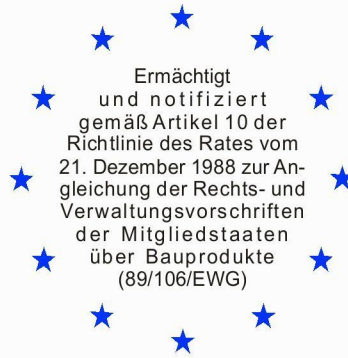 Ermächtigt
und notifiziert
gemäß Artikel 10 der
Richtlinie des Rates vom
21. Dezember 1988 zur An-
gleichung der Rechts- und
Verwaltungsvorschriften
der Mitgliedstaaten
über Bauprodukte
(89/106/EWG)